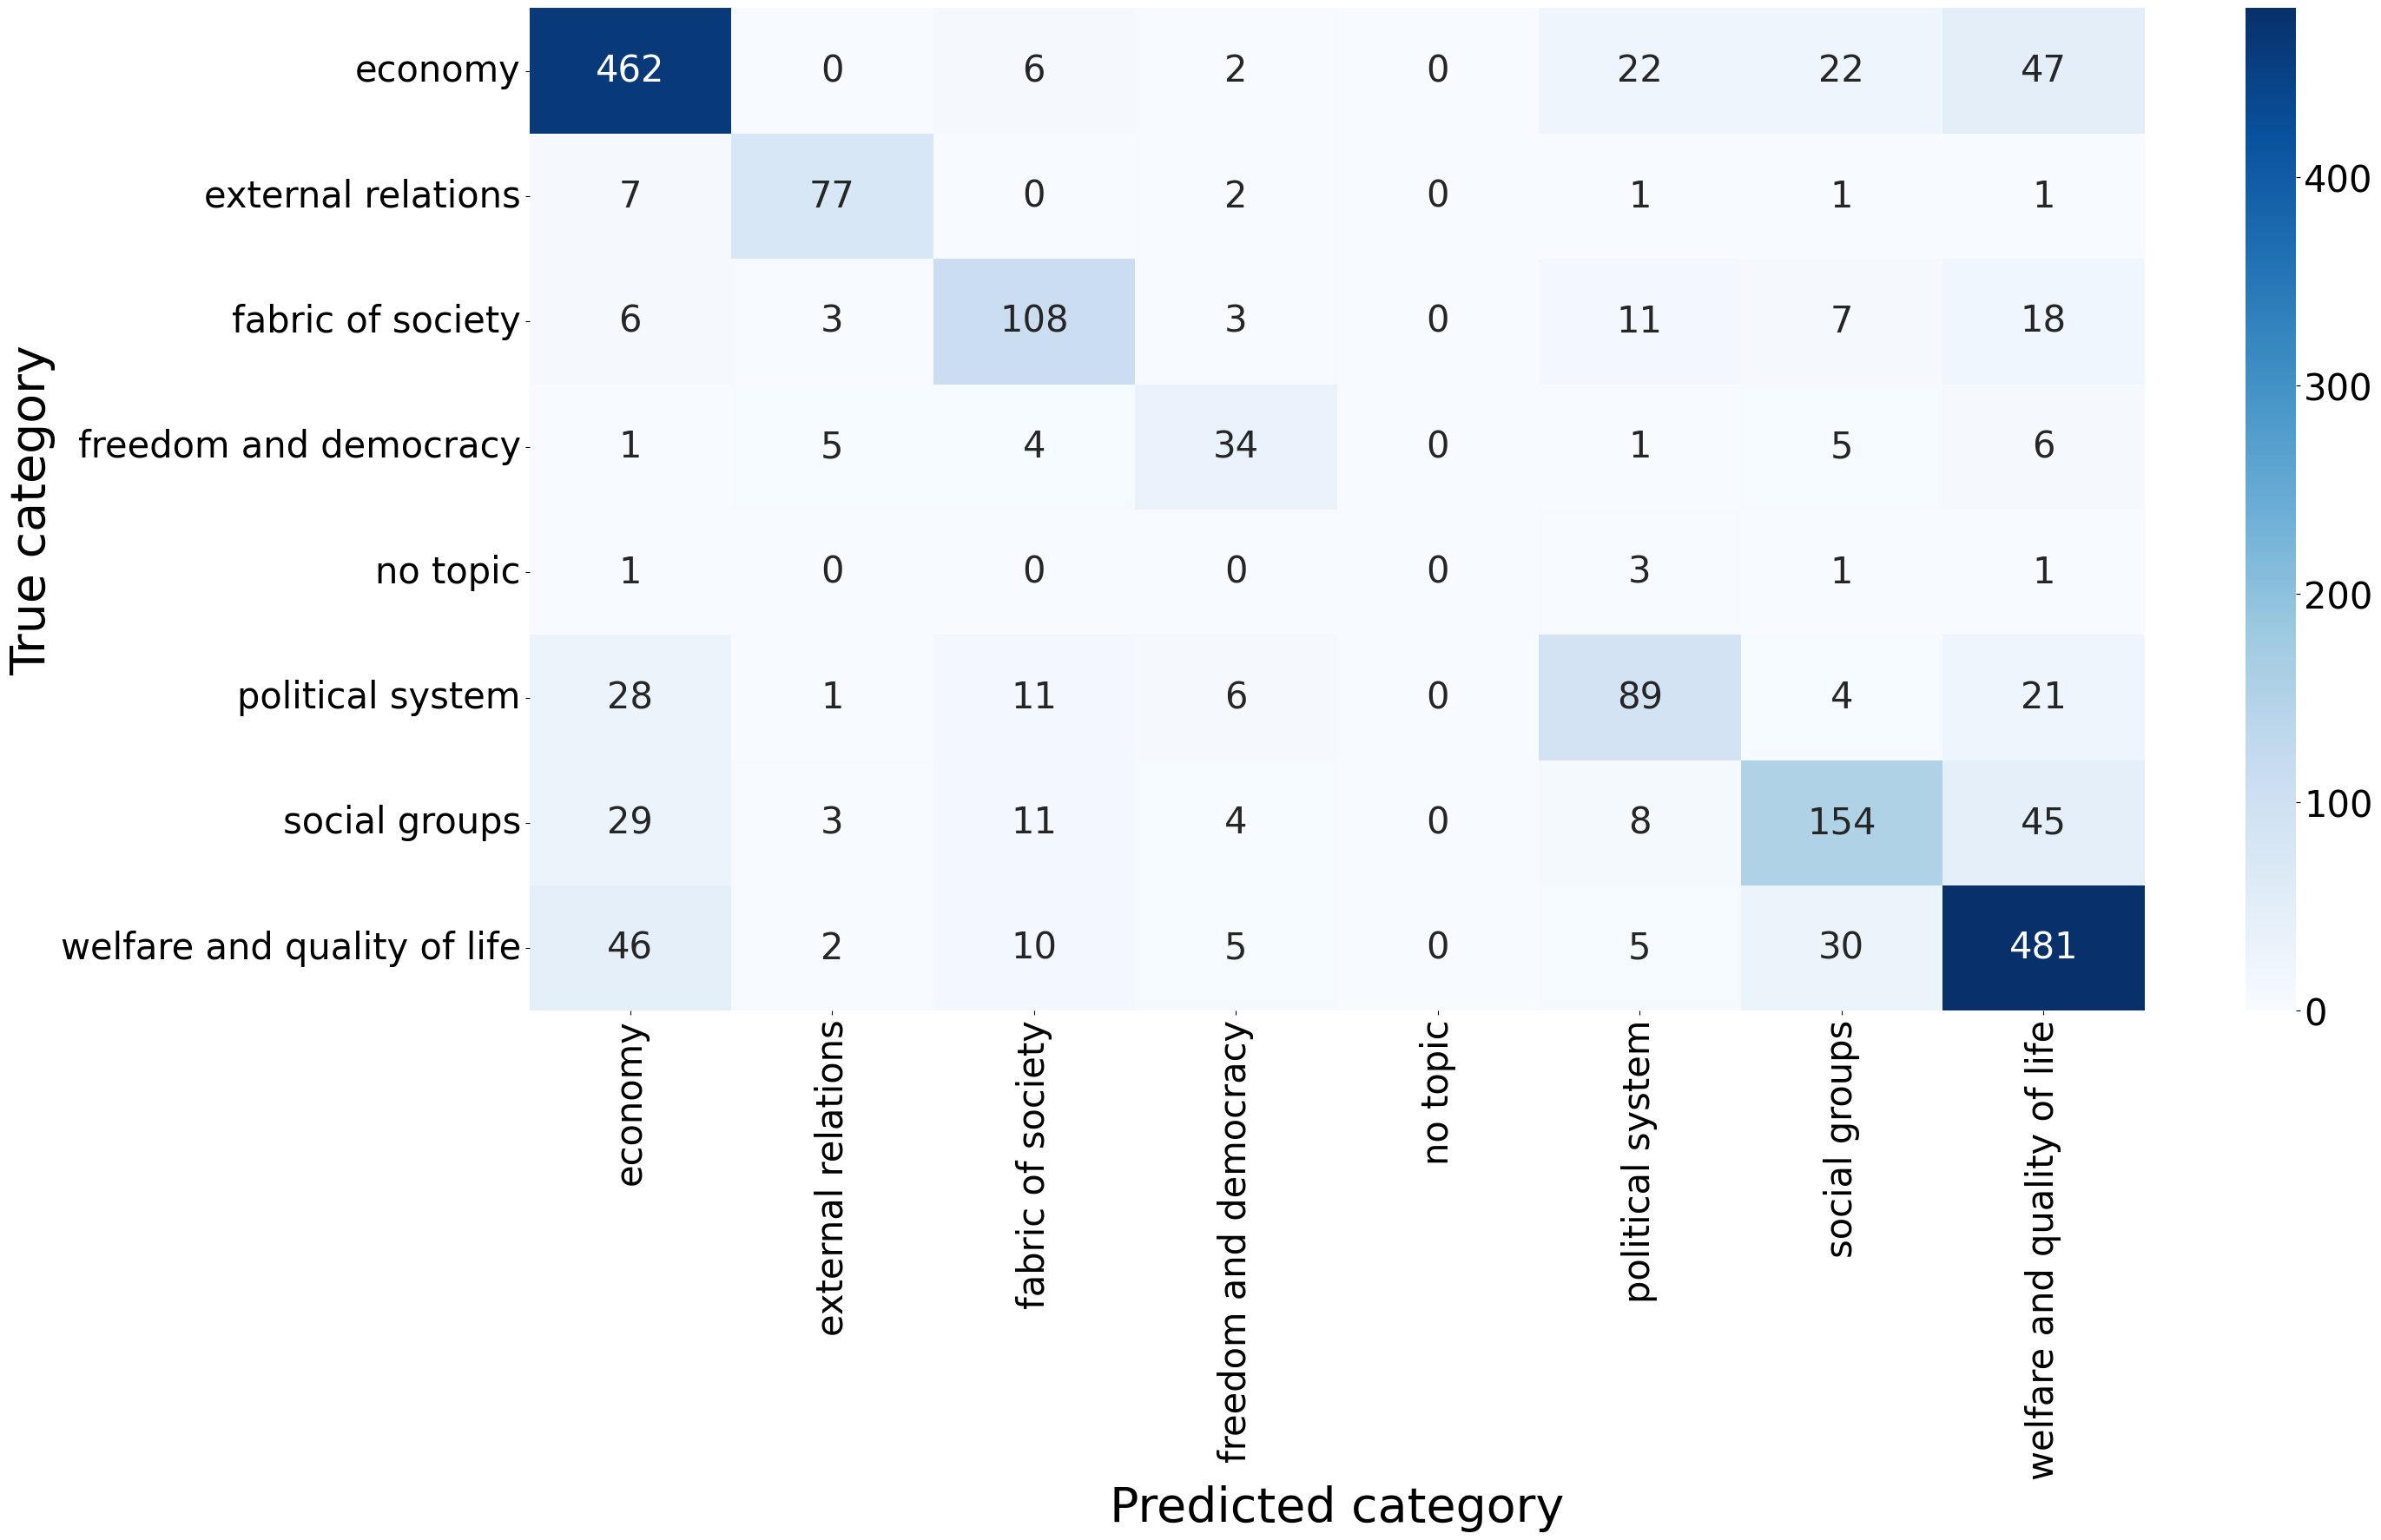 True category
economy 462 0 6 2 0 22 22 47
external relations 7 77 0 2 0 1 1 1
fabric of society 6 3 108 3 0 11 7 18
freedom and democracy 1 5 4 34 0 1 5 6
no topic 1 0 0 0 0 3 1 1
political system 28 1 11 6 0 89 4 21
social groups 29 3 11 4 0 8 154 45
welfare and quality of life 46 2 10 5 0 5 30 481
economy
external relations
fabric of society
freedom and democracy
no topic
political system
social groups
welfare and quality of life
Predicted category
400
300
200
100
0